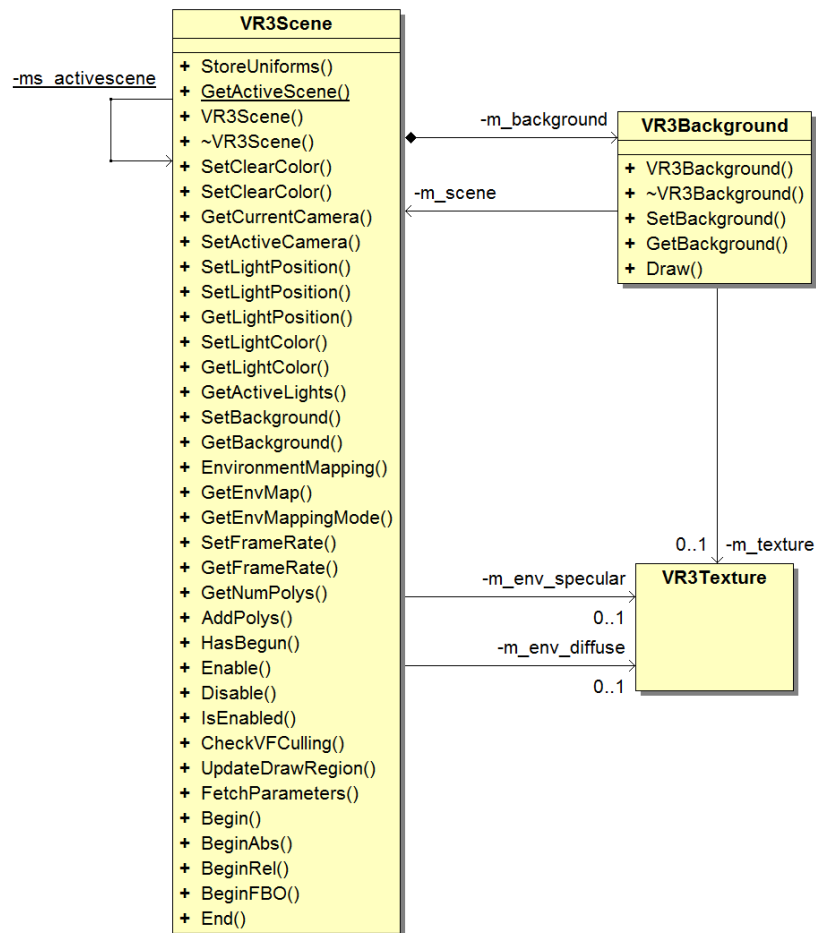 VR3Scene
-ms_activescene
+ StoreUniforms()
+ GetActiveScene()
+ VR3Scene()
+ ~VR3Scene()
+ SetClearColor()
+ SetClearColor()
+ GetCurrentCamera()
+ SetActiveCamera()
+ SetLightPosition()
+ SetLightPosition()
+ GetLightPosition()
+ SetLightColor()
+ GetLightColor()
+ GetActiveLights()
+ SetBackground()
+ GetBackground()
+ EnvironmentMapping()
+ GetEnvMap()
+ GetEnvMappingMode()
+ SetFrameRate()
+ GetFrameRate()
+ GetNumPolys()
+ AddPolys()
+ HasBegun()
+ Enable()
+ Disable()
+ IsEnabled()
+ CheckVFCulling()
+ UpdateDrawRegion()
+ FetchParameters()
+ Begin()
+ BeginAbs()
+ BeginRel()
+ BeginFBO()
+ End()
-m_background
-m_scene
VR3Background
+ VR3Background()
+ ~VR3Background()
+ SetBackground()
+ GetBackground()
+ Draw()
0..1 -m_texture
VR3Texture
-m_env_specular
0..1
-m_env_diffuse
0..1